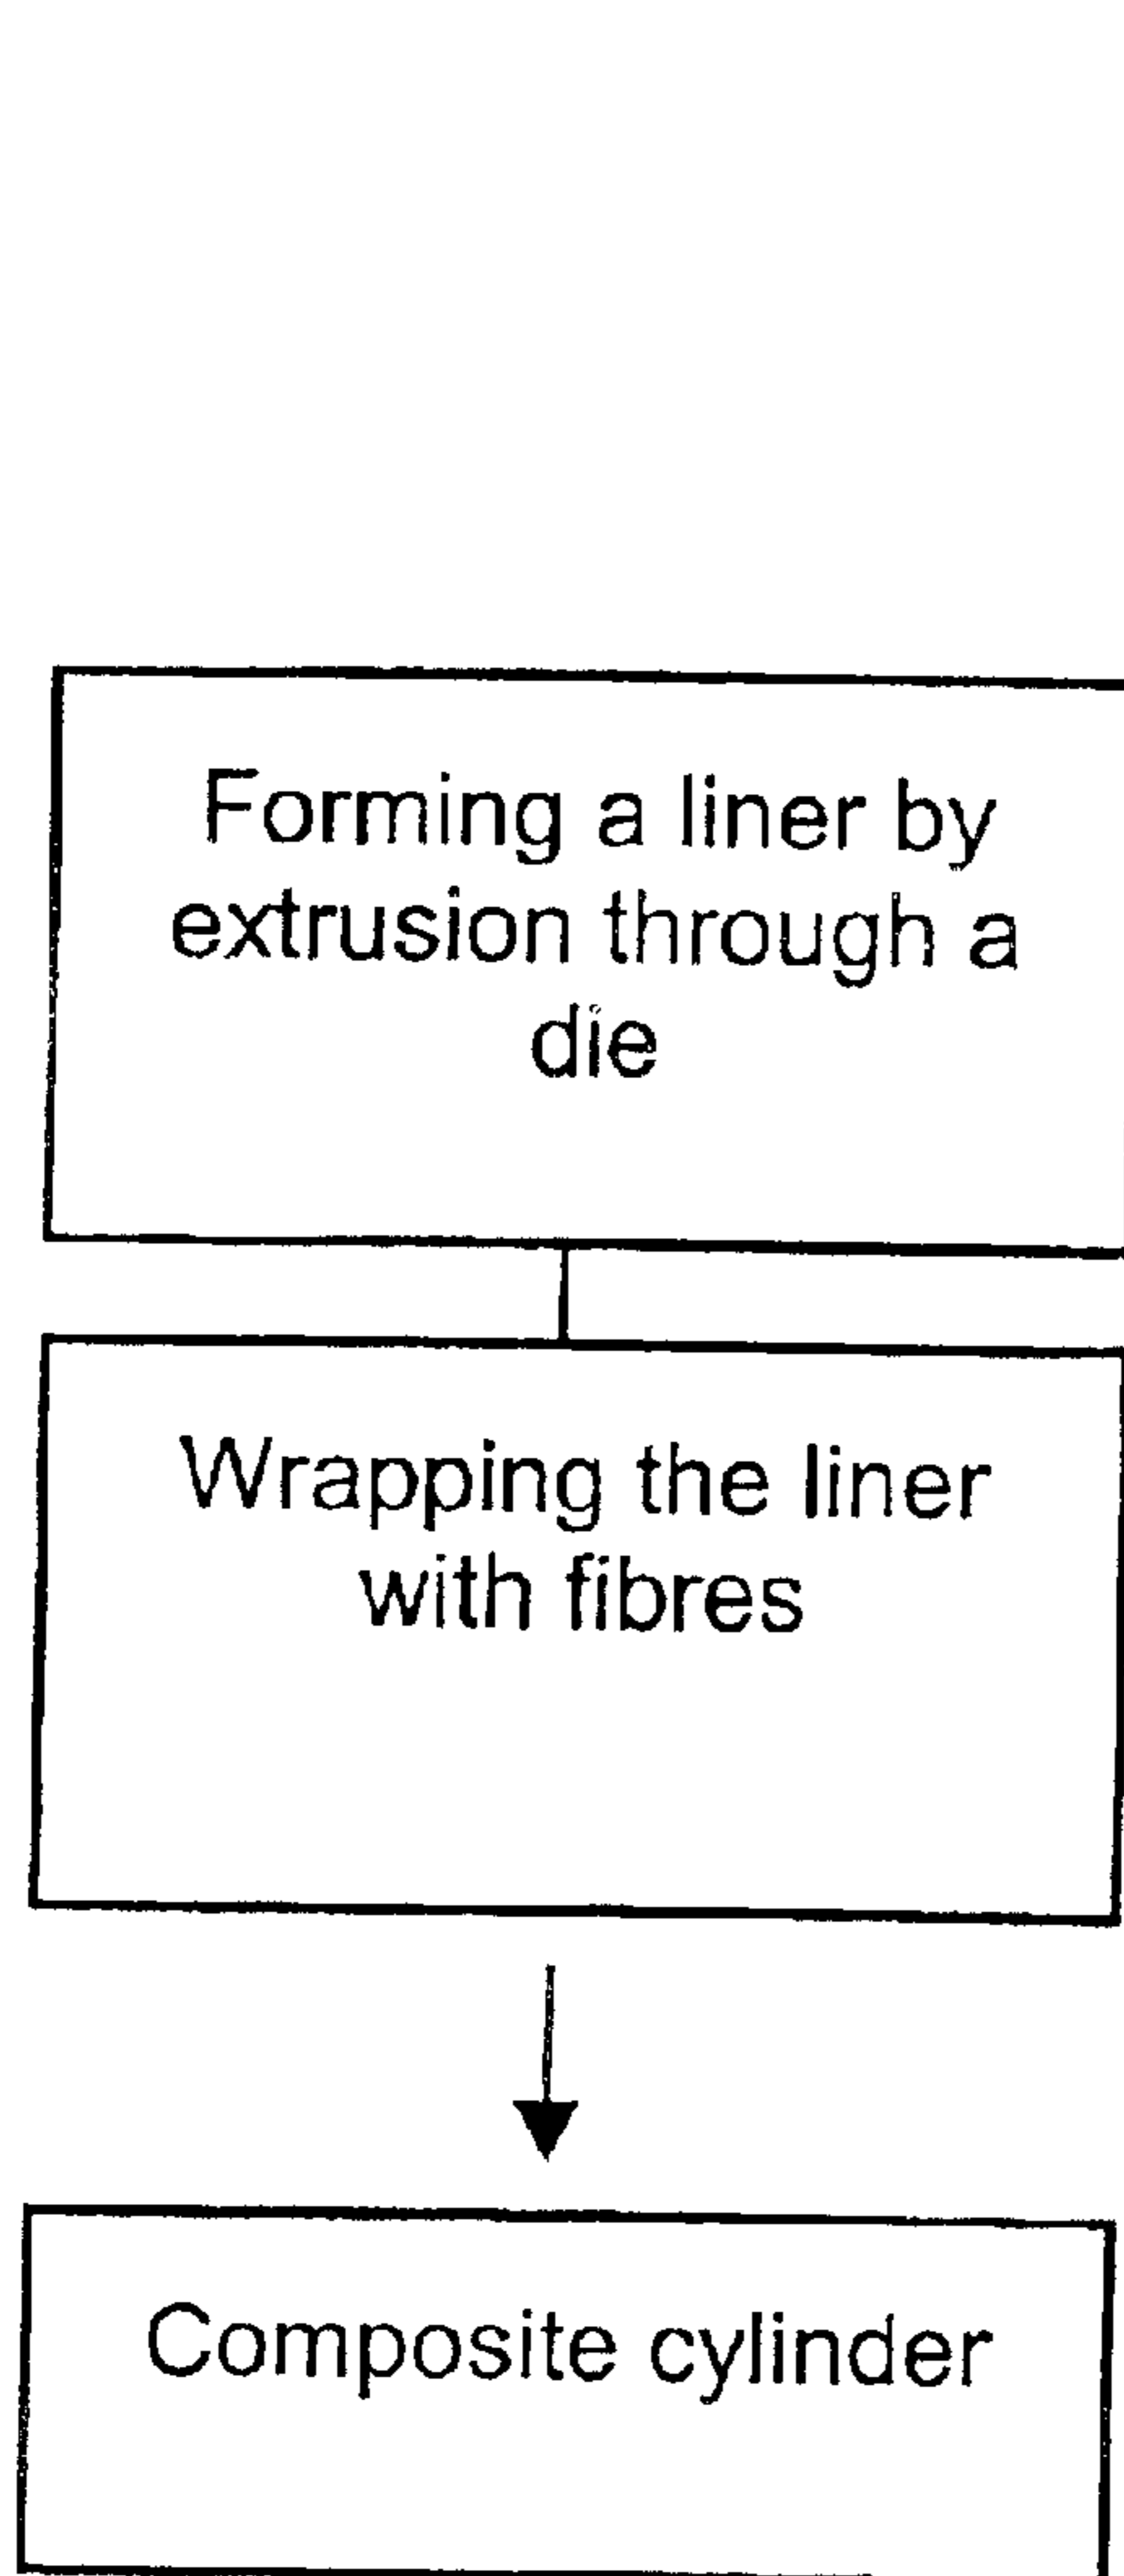 Forming a liner by
extrusion through a
die
Wrapping the liner
with fibres
Composite cylinder